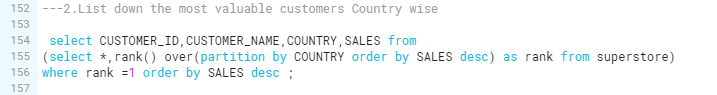 152 ---2.List down the most valuable customers Country wise
153
154 select CUSTOMER_ID,CUSTOMER_NAME,COUNTRY,SALES from
155 (select *,rank() over(partition by COUNTRY order by SALES desc) as rank from superstore)
156 where rank =1 order by SALES desc ;
157